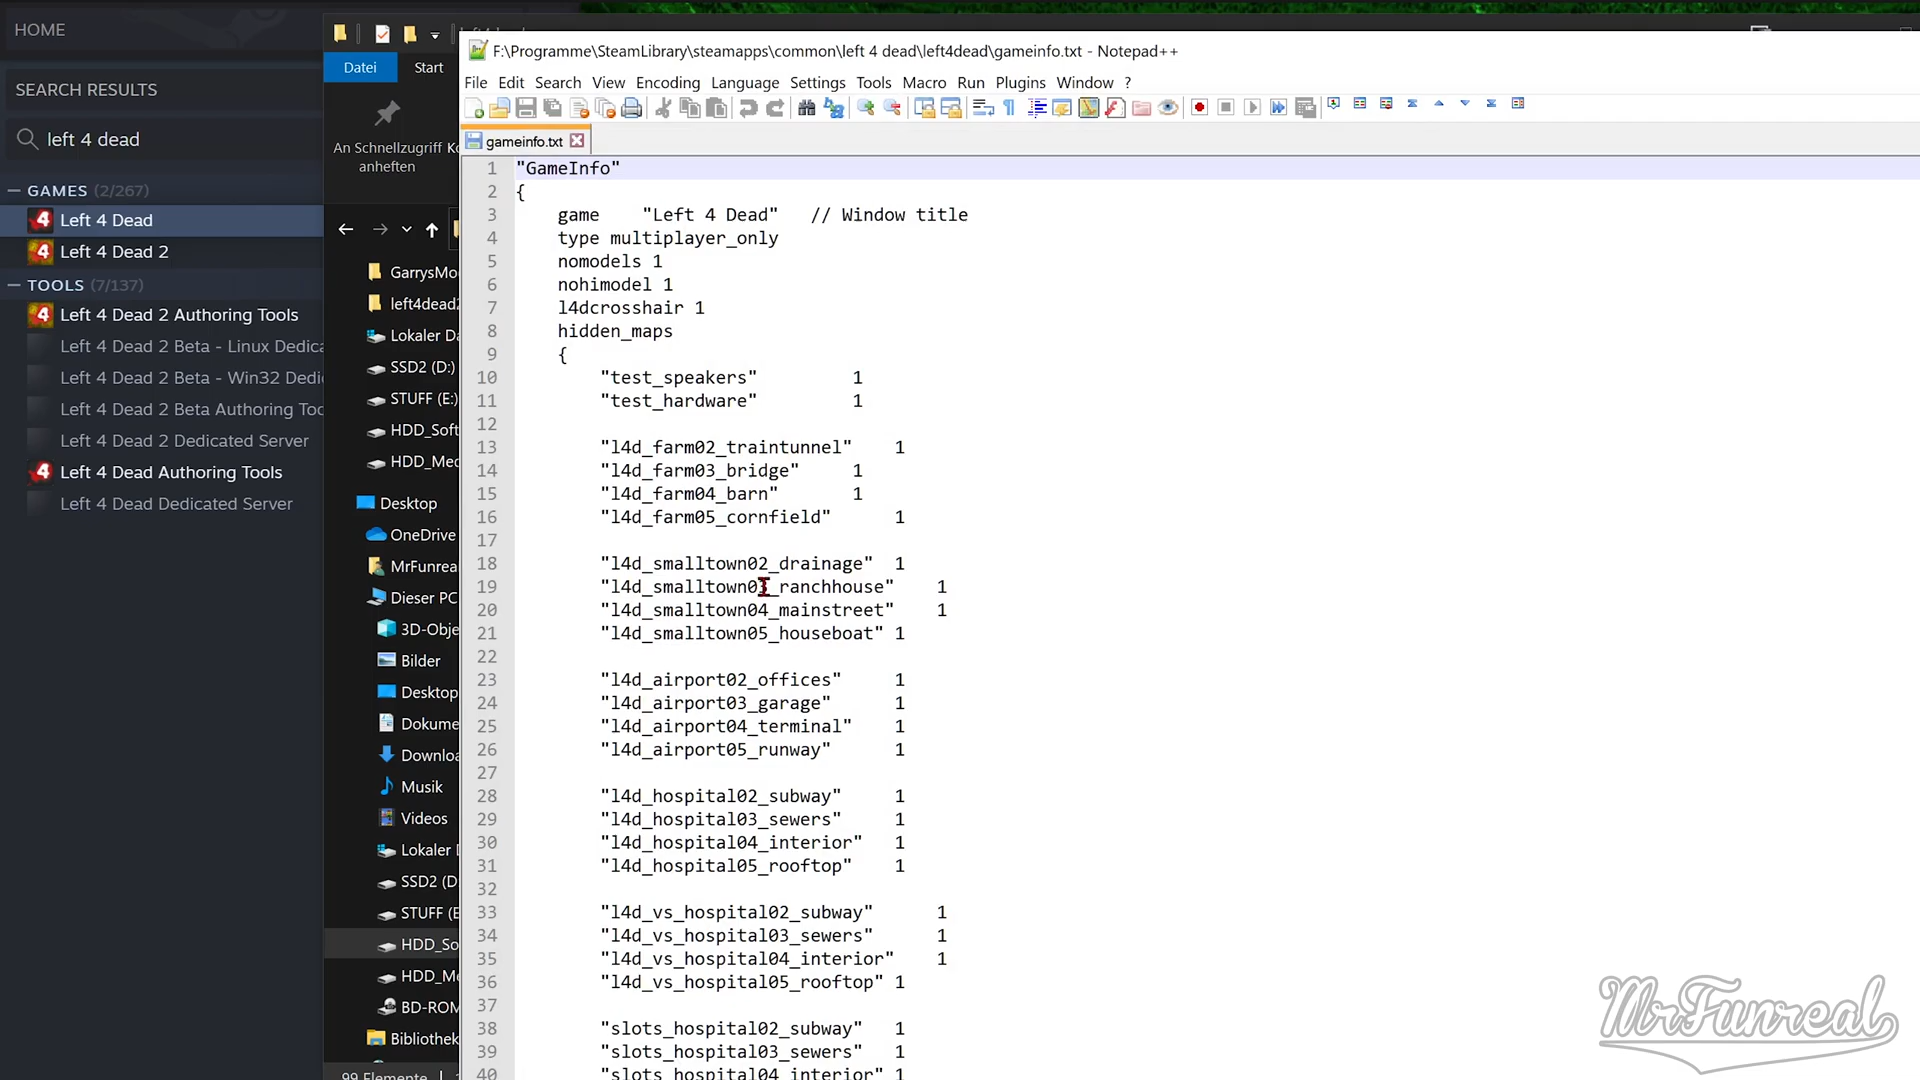 HOME
SEARCH RESULTS
left 4 dead
GAMES (2/267)
Left 4 Dead
Left 4 Dead 2
TOOLS (7/137)
Left 4 Dead 2 Authoring Tools
Left 4 Dead 2 Beta - Linux Dedica
Left 4 Dead 2 Beta - Win32 Dedi
Left 4 Dead 2 Beta Authoring Too
Left 4 Dead 2 Dedicated Server
Left 4 Dead Authoring Tools
Left 4 Dead Dedicated Server
Datei Start
An Schnellzugriff Ko
anheften
GarrysMo
left4dead2
Lokaler Da
SSD2 (D:)
STUFF (E:)
HDD_Soft
HDD_Med
Desktop
OneDrive
MrFunrea
Dieser PC
3D-Obje
Bilder
Desktop
Dokume
Downloa
Musik
Videos
Lokaler D
SSD2 (D
STUFF (E
HDD_So
HDD_Me
BD-ROM
Bibliothek
99 Elemente
F:\Programme\SteamLibrary\steamapps\common\left 4 dead\left4dead\gameinfo.txt - Notepad++
File Edit Search View Encoding Language Settings Tools Macro Run Plugins Window ?
gameinfo.txt
1 "GameInfo"
2 {
3 game "Left 4 Dead" // Window title
4 type multiplayer_only
5 nomodels 1
6 nohimodel 1
7 l4dcrosshair 1
8 hidden_maps
9 {
10 "test_speakers" 1
11 "test_hardware" 1
12
13 "l4d_farm02_traintunnel" 1
14 "l4d_farm03_bridge" 1
15 "l4d_farm04_barn" 1
16 "l4d_farm05_cornfield" 1
17
18 "l4d_smalltown02_drainage" 1
19 "l4d_smalltown03_ranchhouse" 1
20 "l4d_smalltown04_mainstreet" 1
21 "l4d_smalltown05_houseboat" 1
22
23 "l4d_airport02_offices" 1
24 "l4d_airport03_garage" 1
25 "l4d_airport04_terminal" 1
26 "l4d_airport05_runway" 1
27
28 "l4d_hospital02_subway" 1
29 "l4d_hospital03_sewers" 1
30 "l4d_hospital04_interior" 1
31 "l4d_hospital05_rooftop" 1
32
33 "l4d_vs_hospital02_subway" 1
34 "l4d_vs_hospital03_sewers" 1
35 "l4d_vs_hospital04_interior" 1
36 "l4d_vs_hospital05_rooftop" 1
37
38 "slots_hospital02_subway" 1
39 "slots_hospital03_sewers" 1
40 "slots_hospital04_interior" 1
MrFunreal